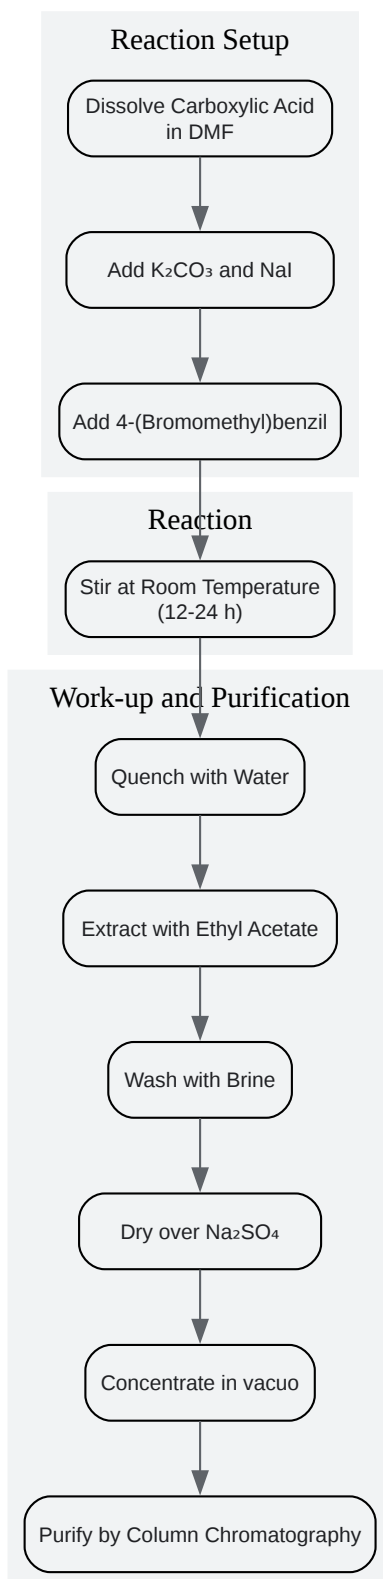 Reaction Setup
Dissolve Carboxylic Acid
in DMF
Add K₂CO₃ and NaI
Add 4-(Bromomethyl)benzil
Reaction
Stir at Room Temperature
(12-24 h)
Work-up and Purification
Quench with Water
Extract with Ethyl Acetate
Wash with Brine
Dry over Na₂SO₄
Concentrate in vacuo
Purify by Column Chromatography